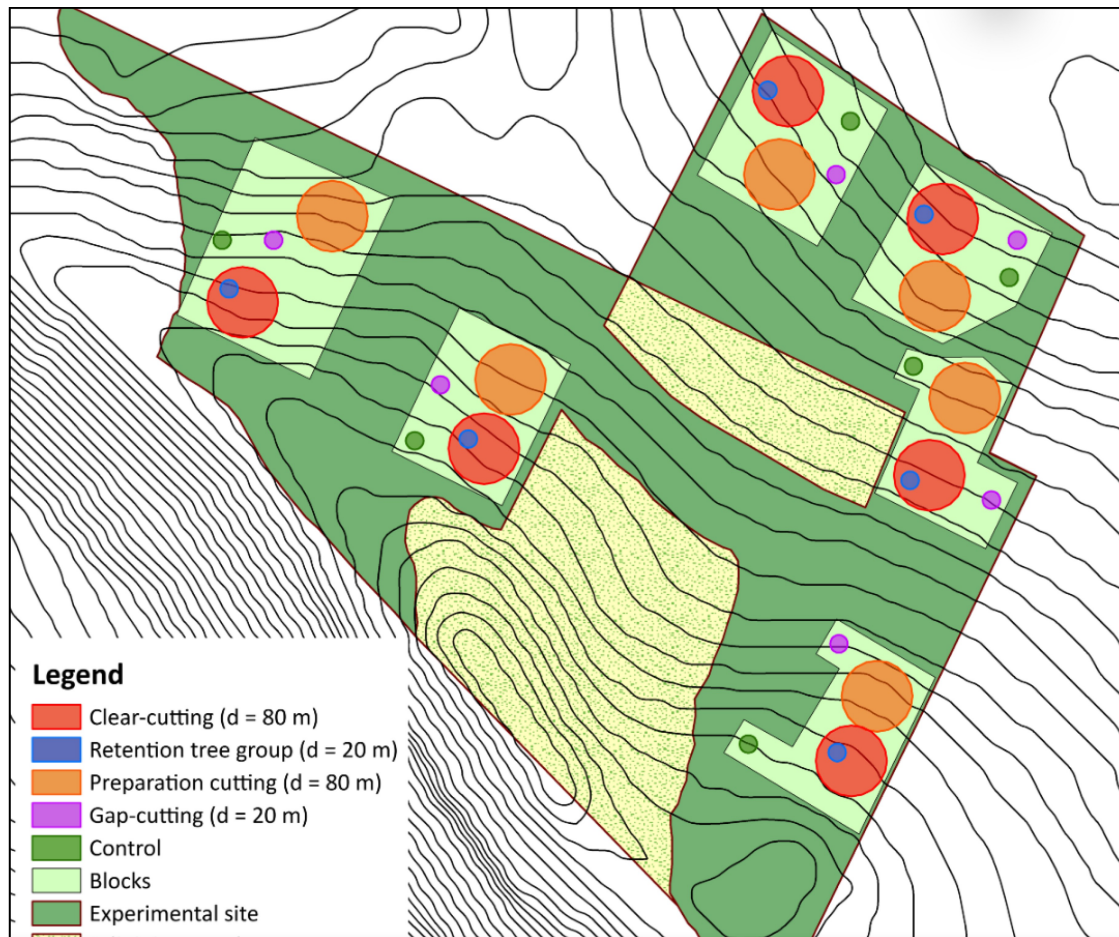 Legend
Clear-cutting (d = 80 m)
Retention tree group (d = 20 m)
Preparation cutting (d = 80 m)
Gap-cutting (d = 20 m)
Control
Blocks
Experimental site